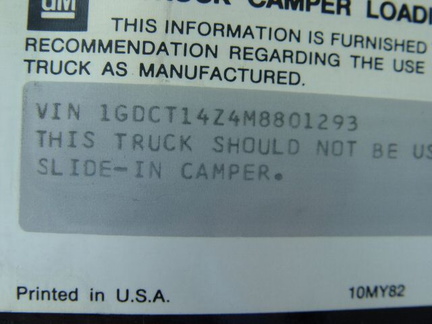 GM
CAMPER
THIS INFORMATION IS FURNISHED
RECOMMENDATION REGARDING THE USE
TRUCK AS MANUFACTURED.
VIN 1GDCT14Z4M8801293
THIS TRUCK SHOULD NOT BE
SLIDE-IN CAMPER.
Printed in U.S.A.
10MY82